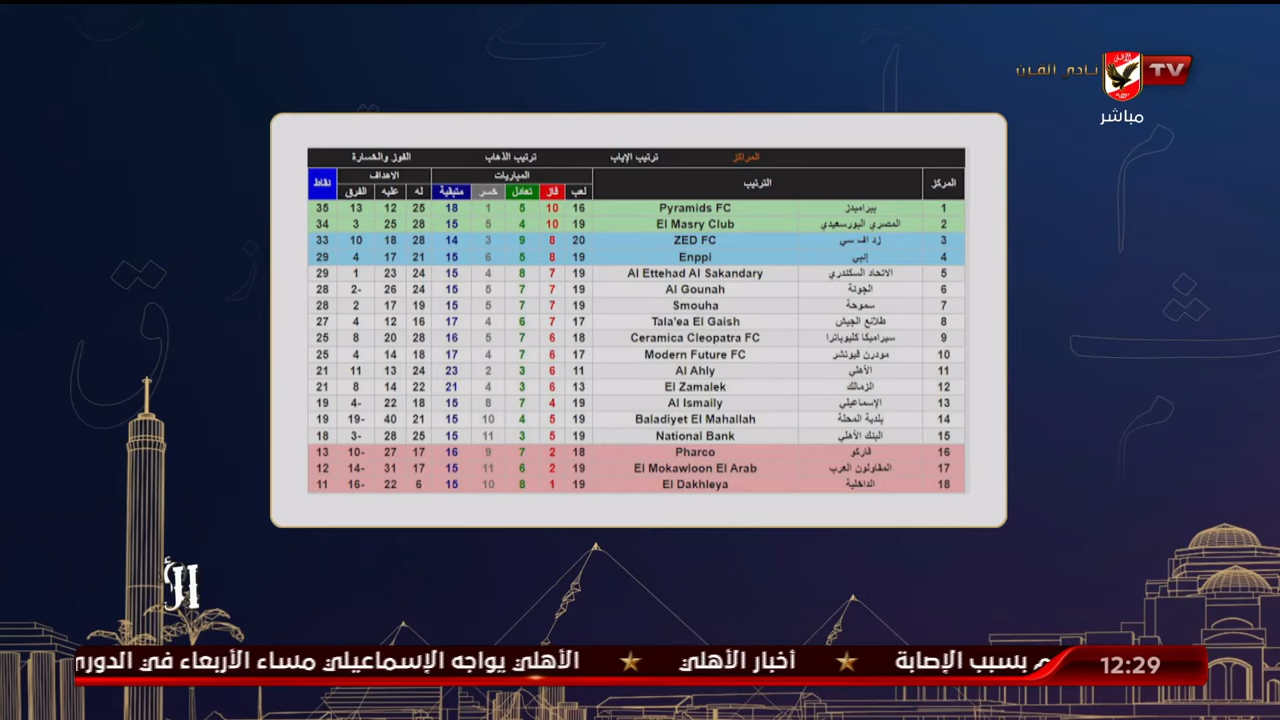 نادي القرن TV
مباشر
المراكز ترتيب الإياب ترتيب الذهاب الفوز والخسارة
المركز الترتيب المباريات الاهداف نقاط
لعب فاز تعادل خسر متبقية له عليه الفرق
1 بيراميدز Pyramids FC 16 10 5 1 18 25 12 13 35
2 المصري البورسعيدي El Masry Club 19 10 4 5 15 28 25 3 34
3 زد اف سي ZED FC 20 8 9 3 14 28 18 10 33
4 إنبي Enppi 19 8 5 6 15 21 17 4 29
5 الاتحاد السكندري Al Ettehad Al Sakandary 19 7 8 4 15 24 23 1 29
6 الجونة Al Gounah 19 7 7 5 15 24 26 2- 28
7 سموحة Smouha 19 7 7 5 15 19 17 2 28
8 طلائع الجيش Tala'ea El Gaish 17 7 6 4 17 16 12 4 27
9 سيراميكا كليوباترا Ceramica Cleopatra FC 18 6 7 5 16 28 20 8 25
10 مودرن فيوتشر Modern Future FC 17 6 7 4 17 18 14 4 25
11 الأهلي Al Ahly 11 6 3 2 23 24 13 11 21
12 الزمالك El Zamalek 13 6 3 4 21 22 14 8 21
13 الإسماعيلي Al Ismaily 19 4 7 8 15 18 22 4- 19
14 بلدية المحلة Baladiyet El Mahallah 19 5 4 10 15 21 40 19- 19
15 البنك الأهلي National Bank 19 5 3 11 15 25 28 3- 18
16 فاركو Pharco 18 2 7 9 16 17 27 10- 13
17 المقاولون العرب El Mokawloon El Arab 19 2 6 11 15 17 31 14- 12
18 الداخلية El Dakhleya 19 1 8 10 15 6 22 16- 11
الأ
12:29 م بسبب الإصابة ★ أخبار الأهلي ★ الأهلي يواجه الإسماعيلي مساء الأربعاء في الدوري